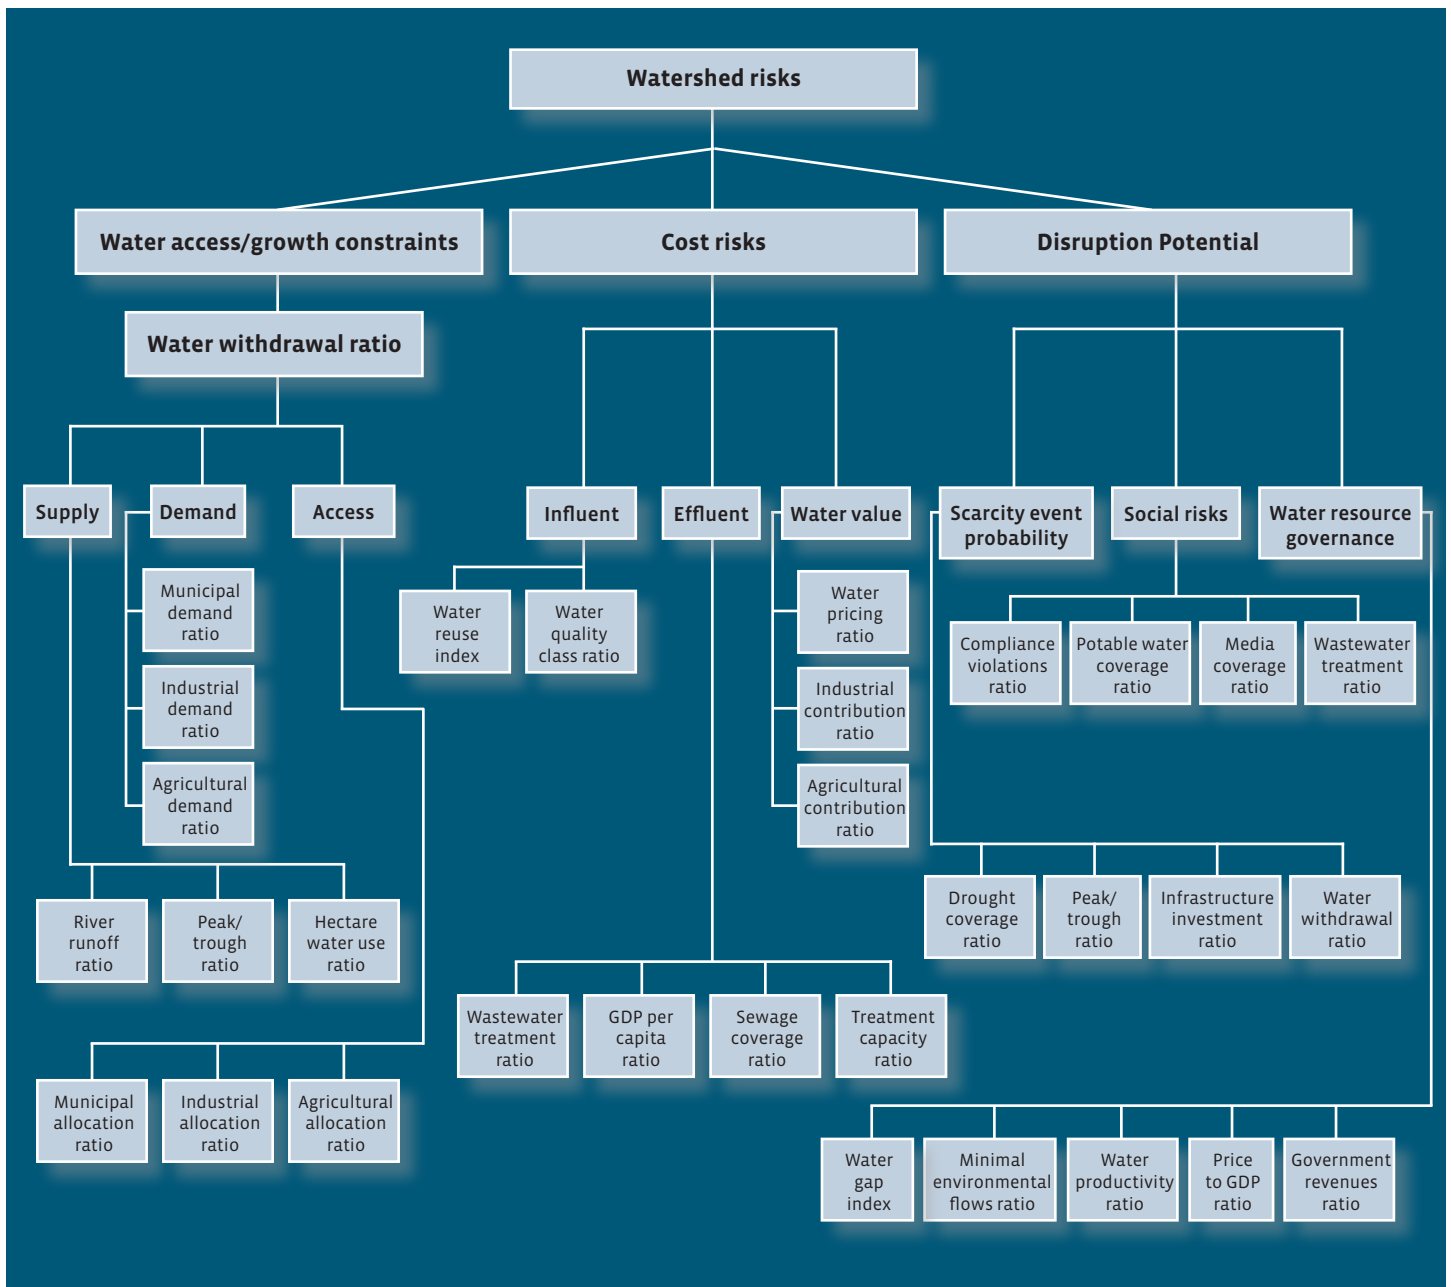 Watershed risks
Water access/growth constraints
Cost risks
Disruption Potential
Water withdrawal ratio
Supply
Demand
Access
Influent
Effluent
Water value
Scarcity event
probability
Social risks
Water resource
governance
Municipal
demand
ratio
Industrial
demand
ratio
Agricultural
demand
ratio
Water
reuse
index
Water
quality
class ratio
Water
pricing
ratio
Industrial
contribution
ratio
Agricultural
contribution
ratio
Compliance
violations
ratio
Potable water
coverage
ratio
Media
coverage
ratio
Wastewater
treatment
ratio
River
runoff
ratio
Peak/
trough
ratio
Hectare
water use
ratio
Drought
coverage
ratio
Peak/
trough
ratio
Infrastructure
investment
ratio
Water
withdrawal
ratio
Wastewater
treatment
ratio
GDP per
capita
ratio
Sewage
coverage
ratio
Treatment
capacity
ratio
Municipal
allocation
ratio
Industrial
allocation
ratio
Agricultural
allocation
ratio
Water
gap
index
Minimal
environmental
flows ratio
Water
productivity
ratio
Price
to GDP
ratio
Government
revenues
ratio